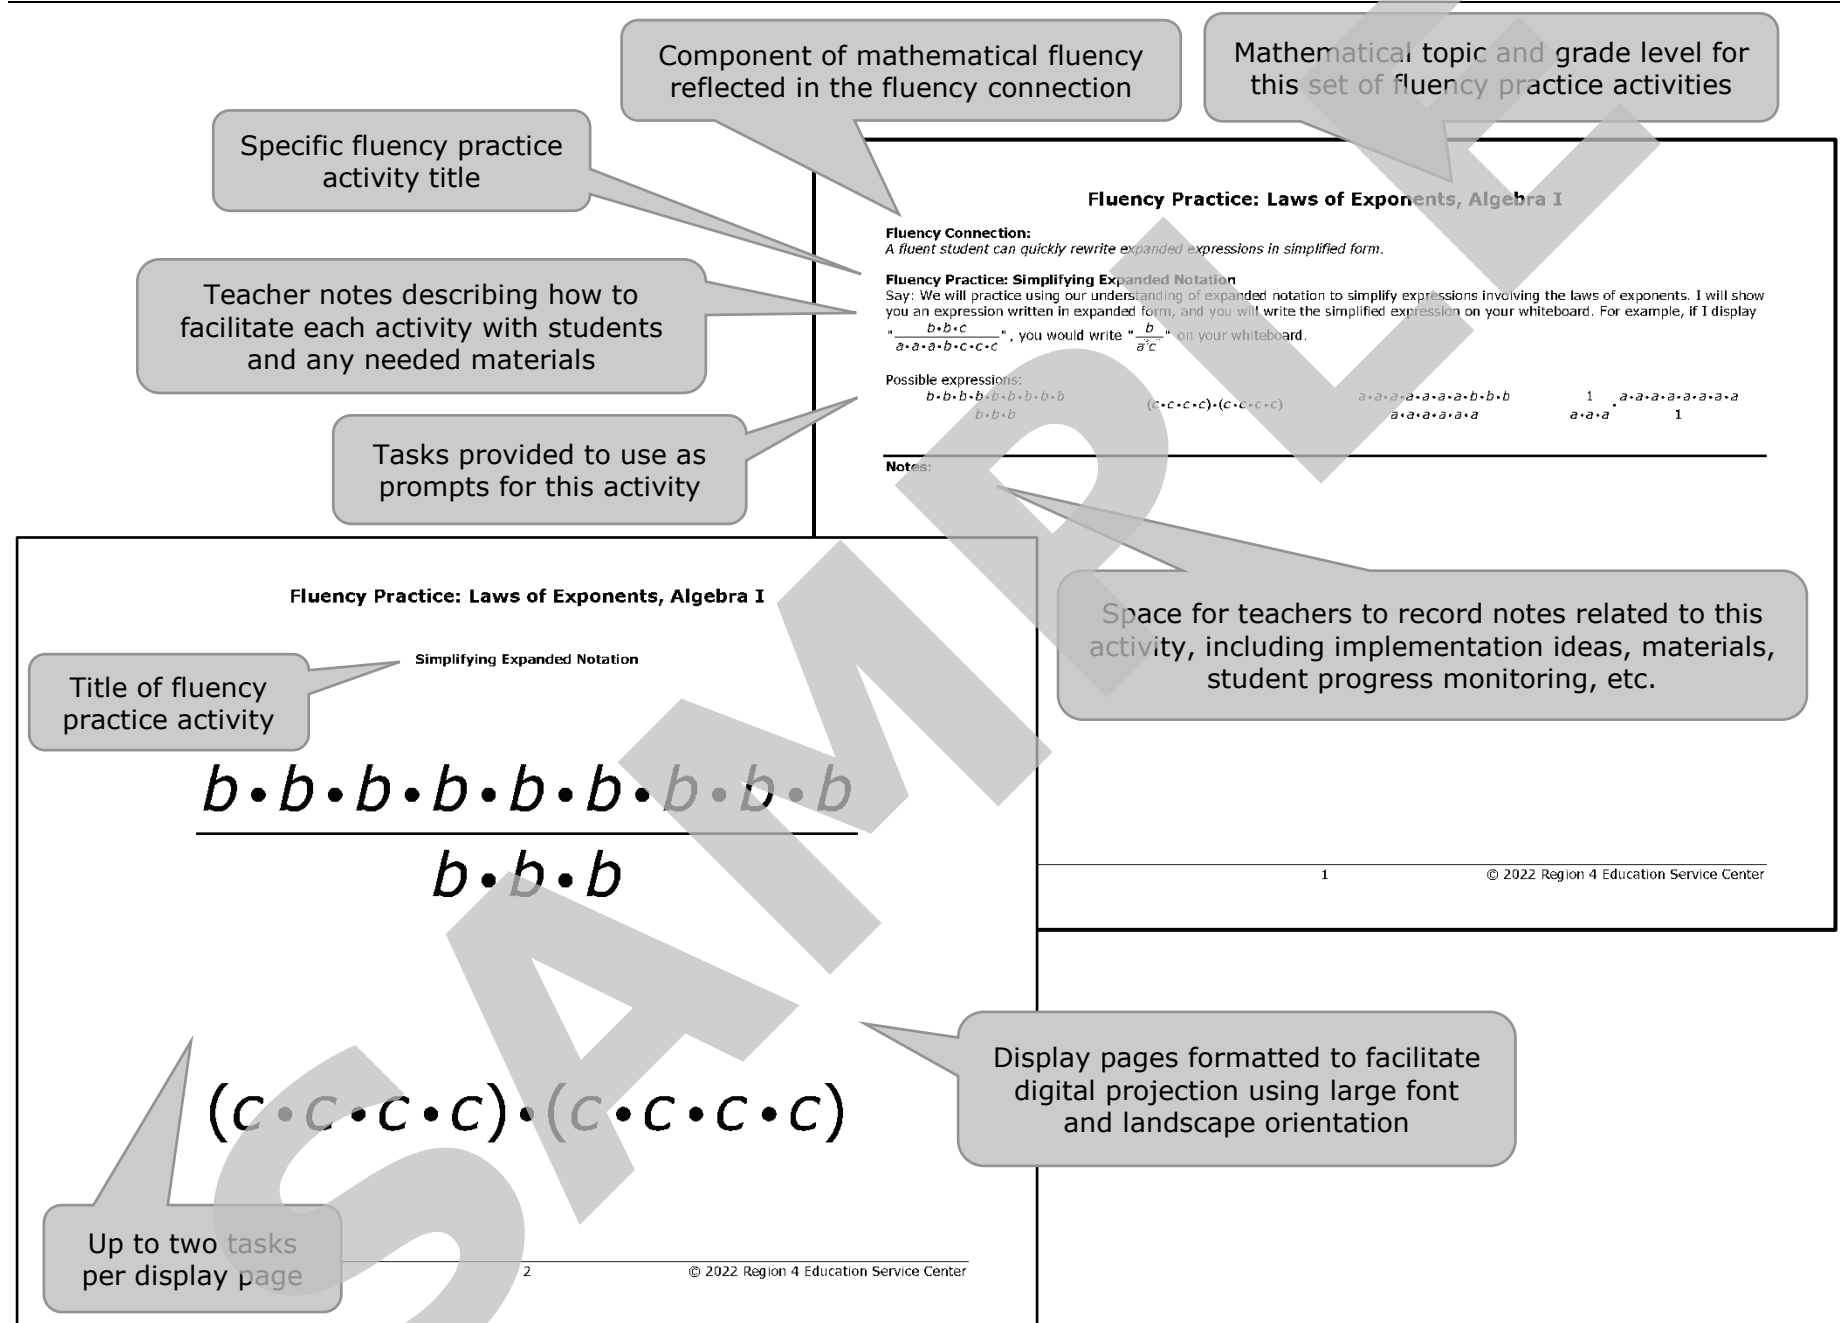 Component of mathematical fluency
reflected in the fluency connection
Mathematical topic and grade level for
this set of fluency practice activities
Specific fluency practice
activity title
Fluency Practice: Laws of Exponents, Algebra I
Fluency Connection:
A fluent student can quickly rewrite expanded expressions in simplified form.
Teacher notes describing how to
facilitate each activity with students
and any needed materials
Fluency Practice: Simplifying Expanded Notation
Say: We will practice using our understanding of expanded notation to simplify expressions involving the laws of exponents. I will show
you an expression written in expanded form, and you will write the simplified expression on your whiteboard. For example, if I display
"b•b•c / a•a•a•b•c•c•c", you would write "b / a³c²" on your whiteboard.
Possible expressions:
b•b•b•b•b•b•b•b•b / b•b•b (c•c•c•c)•(c•c•c•c) a•a•a•a•a•a•a•b•b•b / a•a•a•a•a•a 1 / a•a•a • a•a•a•a•a•a•a•a / 1
Tasks provided to use as
prompts for this activity
Notes:
Space for teachers to record notes related to this
activity, including implementation ideas, materials,
student progress monitoring, etc.
1 © 2022 Region 4 Education Service Center
Fluency Practice: Laws of Exponents, Algebra I
Simplifying Expanded Notation
Title of fluency
practice activity
b•b•b•b•b•b•b•b•b
b•b•b
(c•c•c•c)•(c•c•c•c)
Display pages formatted to facilitate
digital projection using large font
and landscape orientation
Up to two tasks
per display page
2 © 2022 Region 4 Education Service Center
SAMPLE